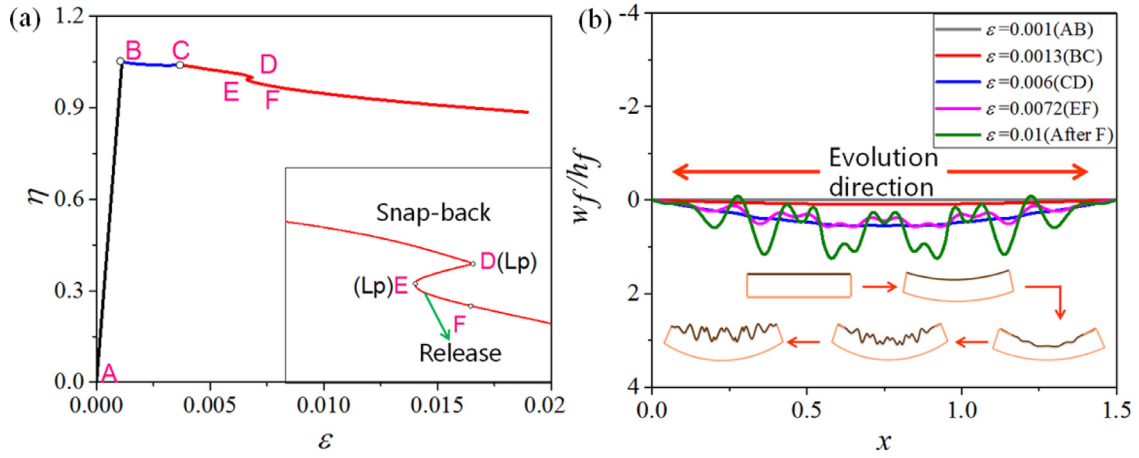 (a)
1.2
0.9
0.6
0.3
0.0
η
B
C
D
E
F
A
Snap-back
D(Lp)
(Lp)E
F
Release
0.000
0.005
0.010
0.015
0.02
ε
(b)
-4
-2
0
2
4
wf/hf
ε=0.001(AB)
ε=0.0013(BC)
ε=0.006(CD)
ε=0.0072(EF)
ε=0.01(After F)
Evolution
direction
0.0
0.5
1.0
1.5
x